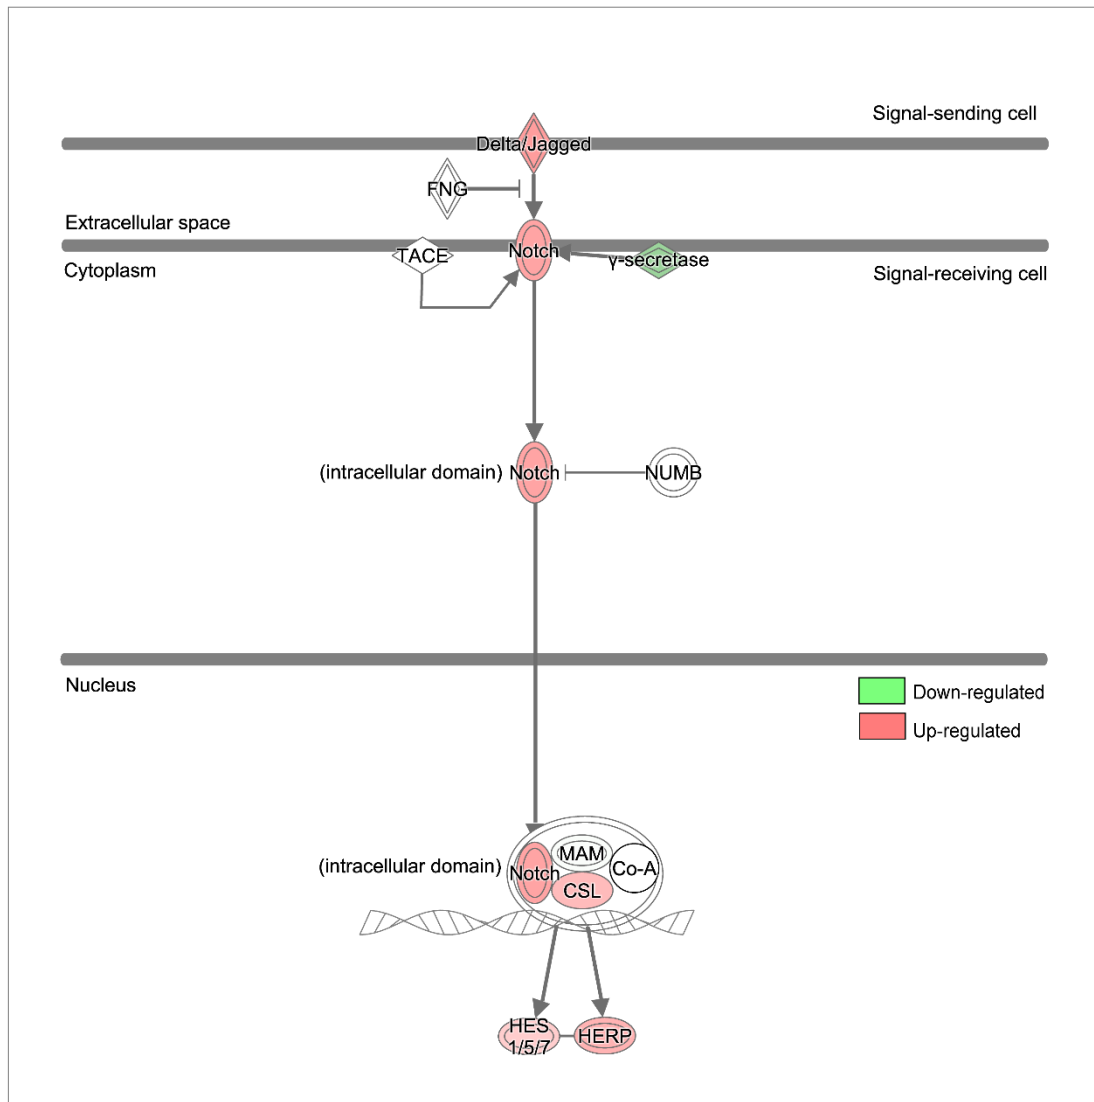 Signal-sending cell
Delta/Jagged
FNG
Extracellular space
Notch
TACE
γ-secretase
Cytoplasm
Signal-receiving cell
(intracellular domain)
Notch
NUMB
Nucleus
Down-regulated
Up-regulated
MAM
(intracellular domain)
Notch
Co-A
CSL
HES
1/5/7
HERP